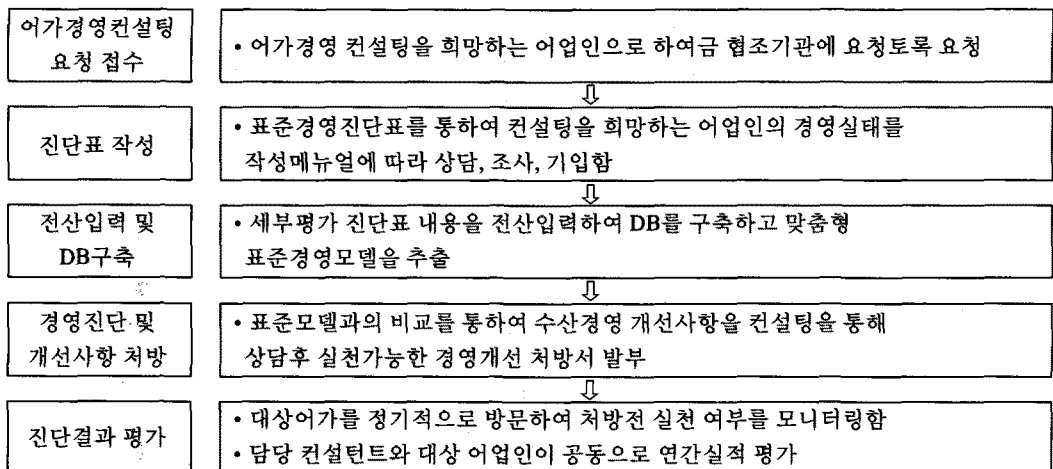 어가경영컨설팅
요청 접수
• 어가경영 컨설팅을 희망하는 어업인으로 하여금 협조기관에 요청토록 요청
⇩
진단표 작성
• 표준경영진단표를 통하여 컨설팅을 희망하는 어업인의 경영실태를
작성메뉴얼에 따라 상담, 조사, 기입함
⇩
전산입력 및
DB구축
• 세부평가 진단표 내용을 전산입력하여 DB를 구축하고 맞춤형
표준경영모델을 추출
⇩
경영진단 및
개선사항 처방
• 표준모델과의 비교를 통하여 수산경영 개선사항을 컨설팅을 통해
상담후 실천가능한 경영개선 처방서 발부
⇩
진단결과 평가
• 대상어가를 정기적으로 방문하여 처방전 실천 여부를 모니터링함
• 담당 컨설턴트와 대상 어업인이 공동으로 연간실적 평가